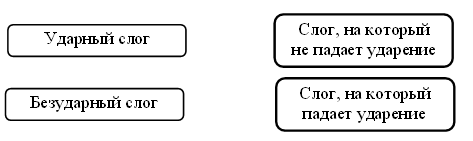 Ударный слог
Слог, на который
не падает ударение
Безударный слог
Слог, на который
падает ударение